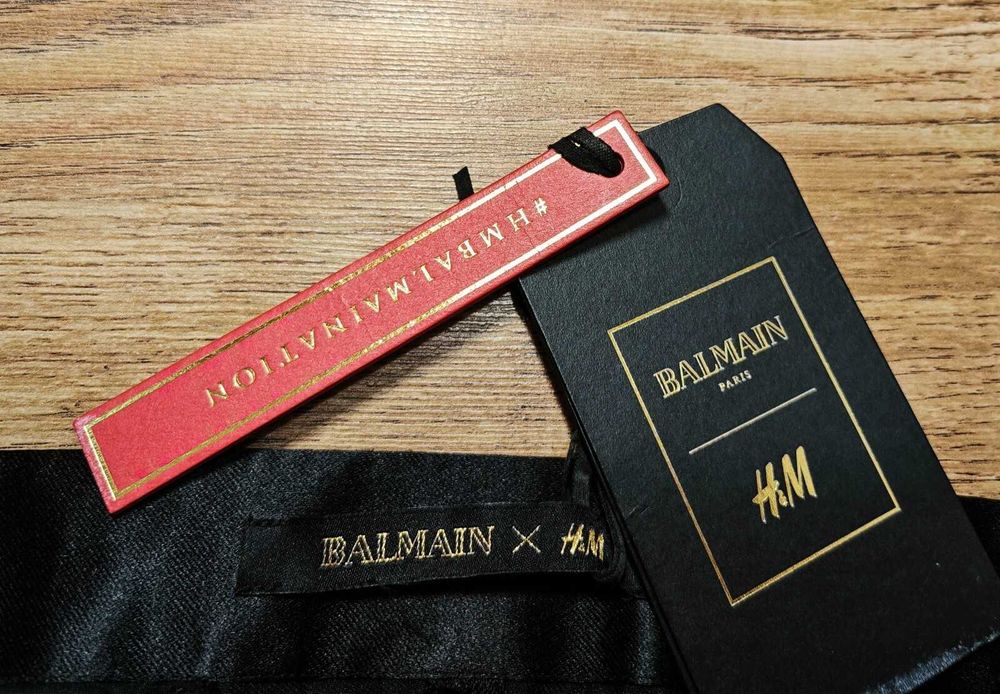 #HMBALMAINATION
BALMAIN
PARIS
H&M
BALMAIN × H&M